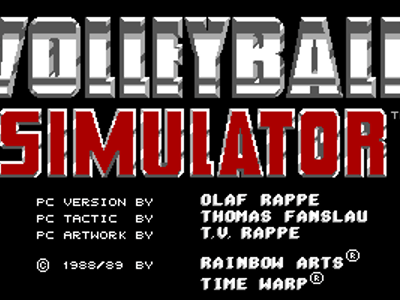 VOLLEYBALL
SIMULATOR™
PC VERSION BY OLAF RAPPE
PC TACTIC BY THOMAS FANSLAU
PC ARTWORK BY T.V. RAPPE
© 1988/89 BY RAINBOW ARTS®
TIME WARP®